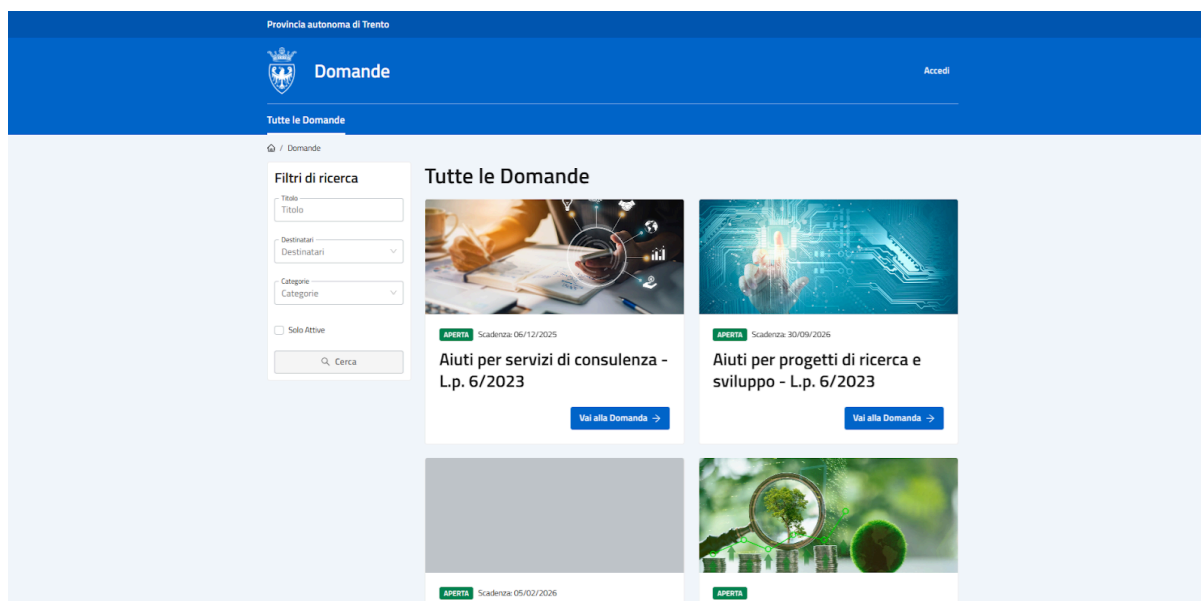 Provincia autonoma di Trento
Domande
Accedi
Tutte le Domande
/ Domande
Filtri di ricerca
Titolo
Titolo
Destinatari
Destinatari
Categorie
Categorie
Solo Attive
Cerca
Tutte le Domande
APERTA Scadenza: 06/12/2025
Aiuti per servizi di consulenza -
L.p. 6/2023
Vai alla Domanda
APERTA Scadenza: 30/09/2026
Aiuti per progetti di ricerca e
sviluppo - L.p. 6/2023
Vai alla Domanda
APERTA Scadenza: 05/02/2026
APERTA